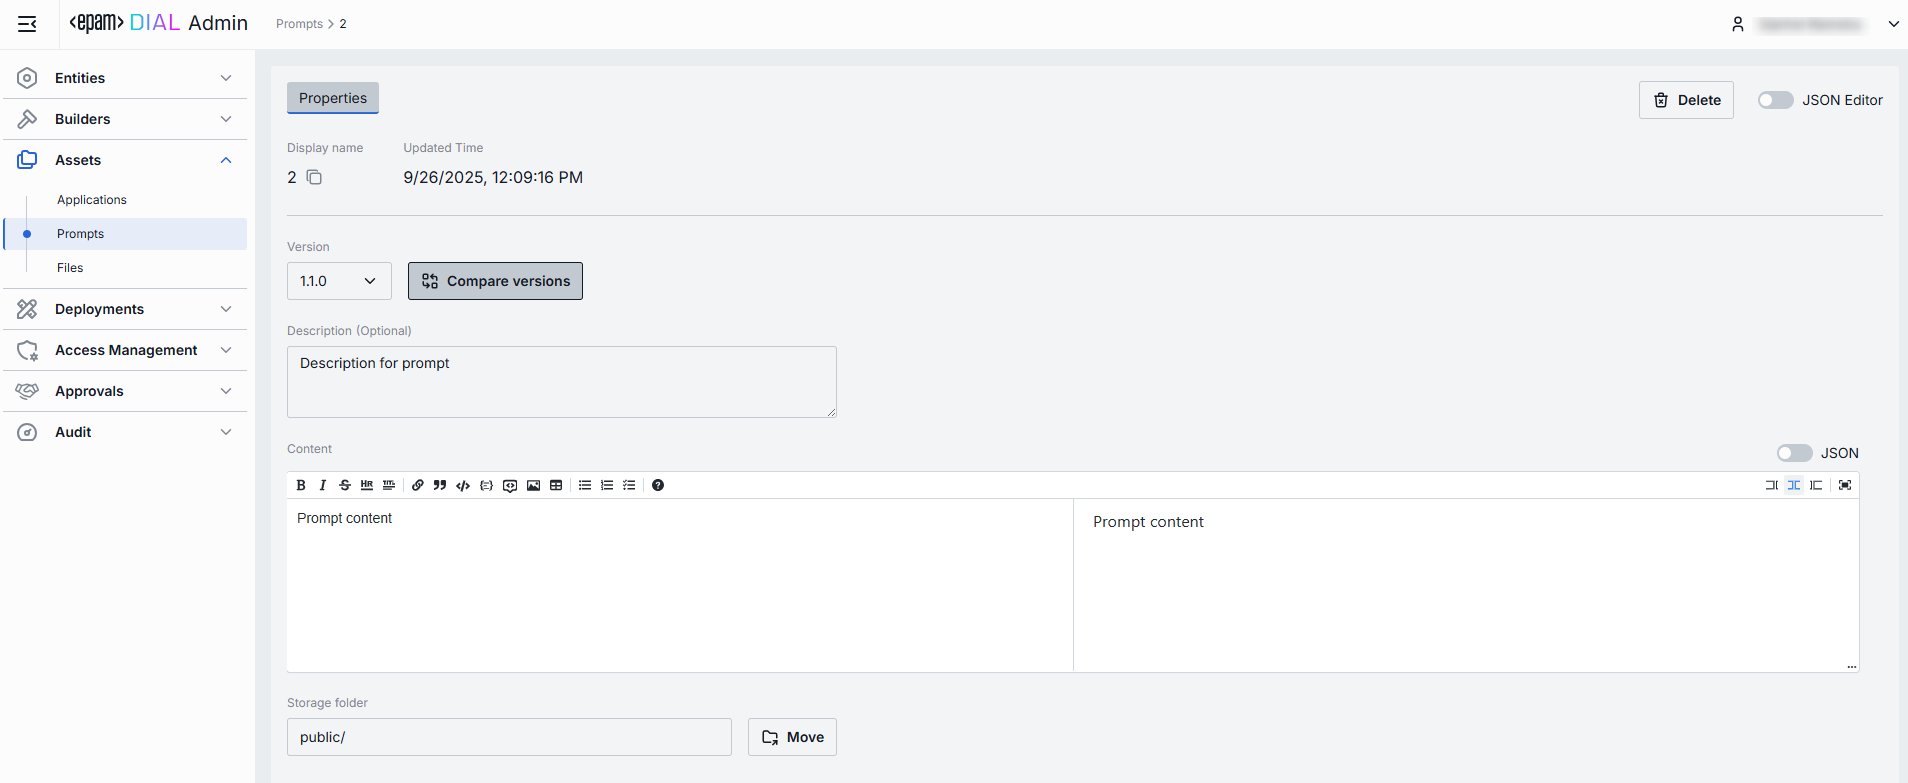 <epam> DIAL Admin
Prompts > 2
Entities
Builders
Assets
Applications
Prompts
Files
Deployments
Access Management
Approvals
Audit
Properties
Delete
JSON Editor
Display name
Updated Time
2
9/26/2025, 12:09:16 PM
Version
1.1.0
Compare versions
Description (Optional)
Description for prompt
Content
JSON
B I S HR TITL
Prompt content
Prompt content
Storage folder
public/
Move